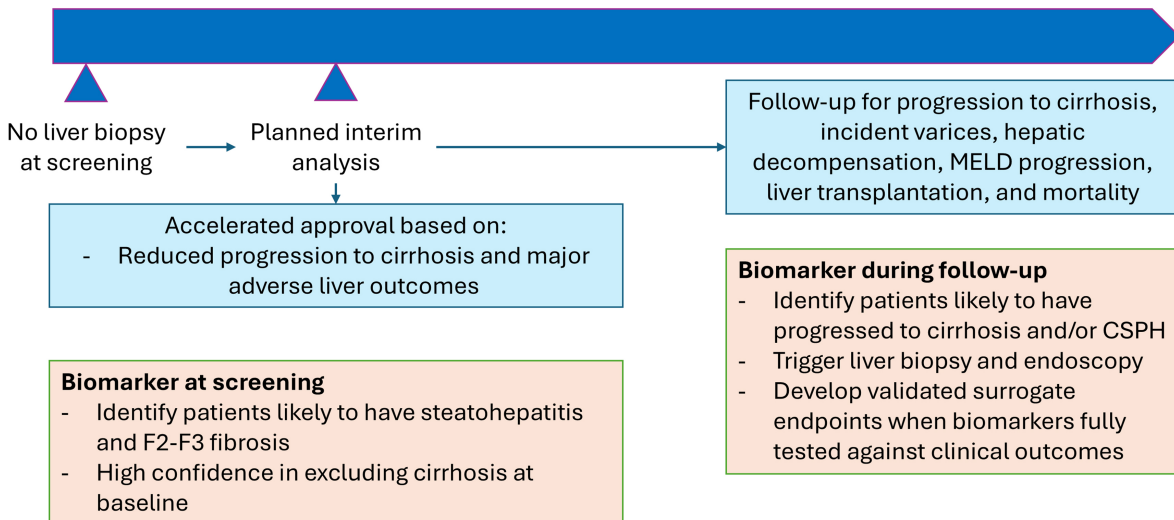 No liver biopsy
at screening
Planned interim
analysis
Follow-up for progression to cirrhosis,
incident varices, hepatic
decompensation, MELD progression,
liver transplantation, and mortality
Accelerated approval based on:
- Reduced progression to cirrhosis and major
adverse liver outcomes
Biomarker at screening
- Identify patients likely to have steatohepatitis
and F2-F3 fibrosis
- High confidence in excluding cirrhosis at
baseline
Biomarker during follow-up
- Identify patients likely to have
progressed to cirrhosis and/or CSPH
- Trigger liver biopsy and endoscopy
- Develop validated surrogate
endpoints when biomarkers fully
tested against clinical outcomes